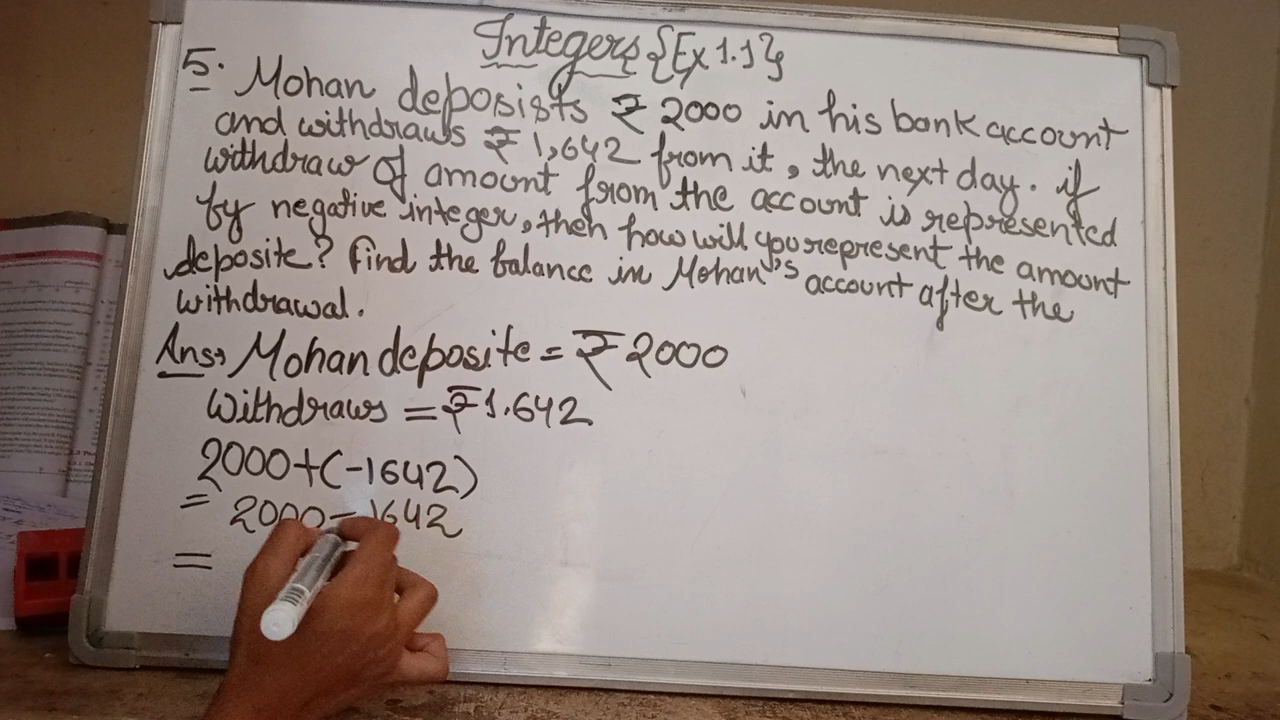 Integers {Ex 1.1}
5. Mohan deposists ₹ 2000 in his bank account
and withdraws ₹ 1,642 from it, the next day. if
withdraw of amount from the account is represented
by negative integer, then how will you represent the amount
deposite? Find the balance in Mohan's account after the
withdrawal.
Ans→ Mohan deposite = ₹ 2000
Withdraws = ₹ 1.642
2000+(-1642)
= 2000-1642
=